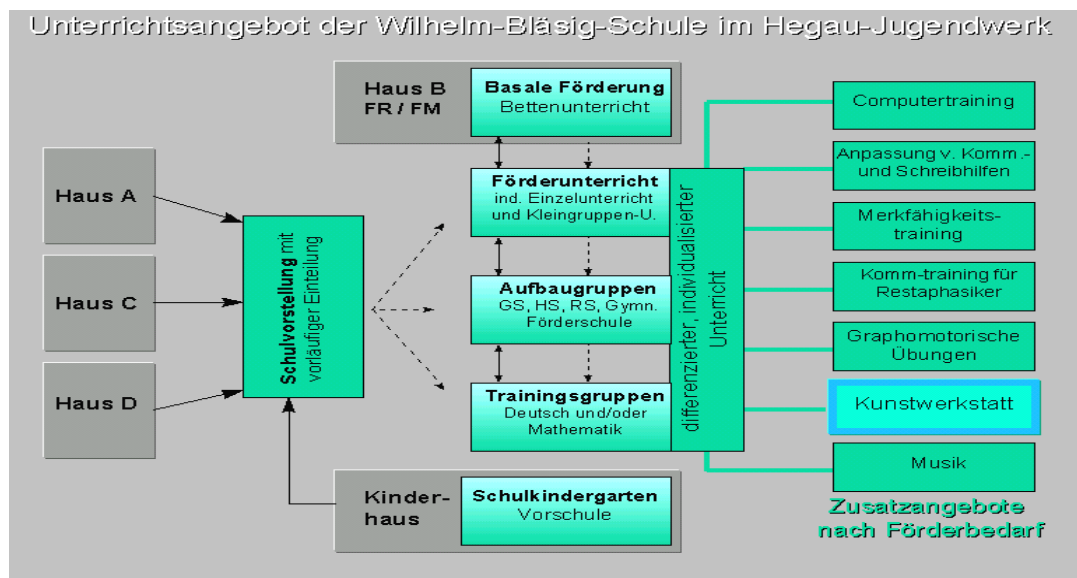 Unterrichtsangebot der Wilhelm-Bläsig-Schule im Hegau-Jugendwerk
Haus B
FR / FM
Basale Förderung
Bettenunterricht
Haus A
Haus C
Haus D
Schulvorstellung mit
vorläufiger Einteilung
Förderunterricht
ind. Einzelunterricht
und Kleingruppen-U.
Aufbaugruppen
GS, HS, RS, Gymn.
Förderschule
Trainingsgruppen
Deutsch und/oder
Mathematik
Kinder-
haus
Schulkindergarten
Vorschule
differenzierter, individualisierter
Unterricht
Computertraining
Anpassung v. Komm.-
und Schreibhilfen
Merkfähigkeits-
training
Komm-training für
Restaphasiker
Graphomotorische
Übungen
Kunstwerkstatt
Musik
Zusatzangebote
nach Förderbedarf